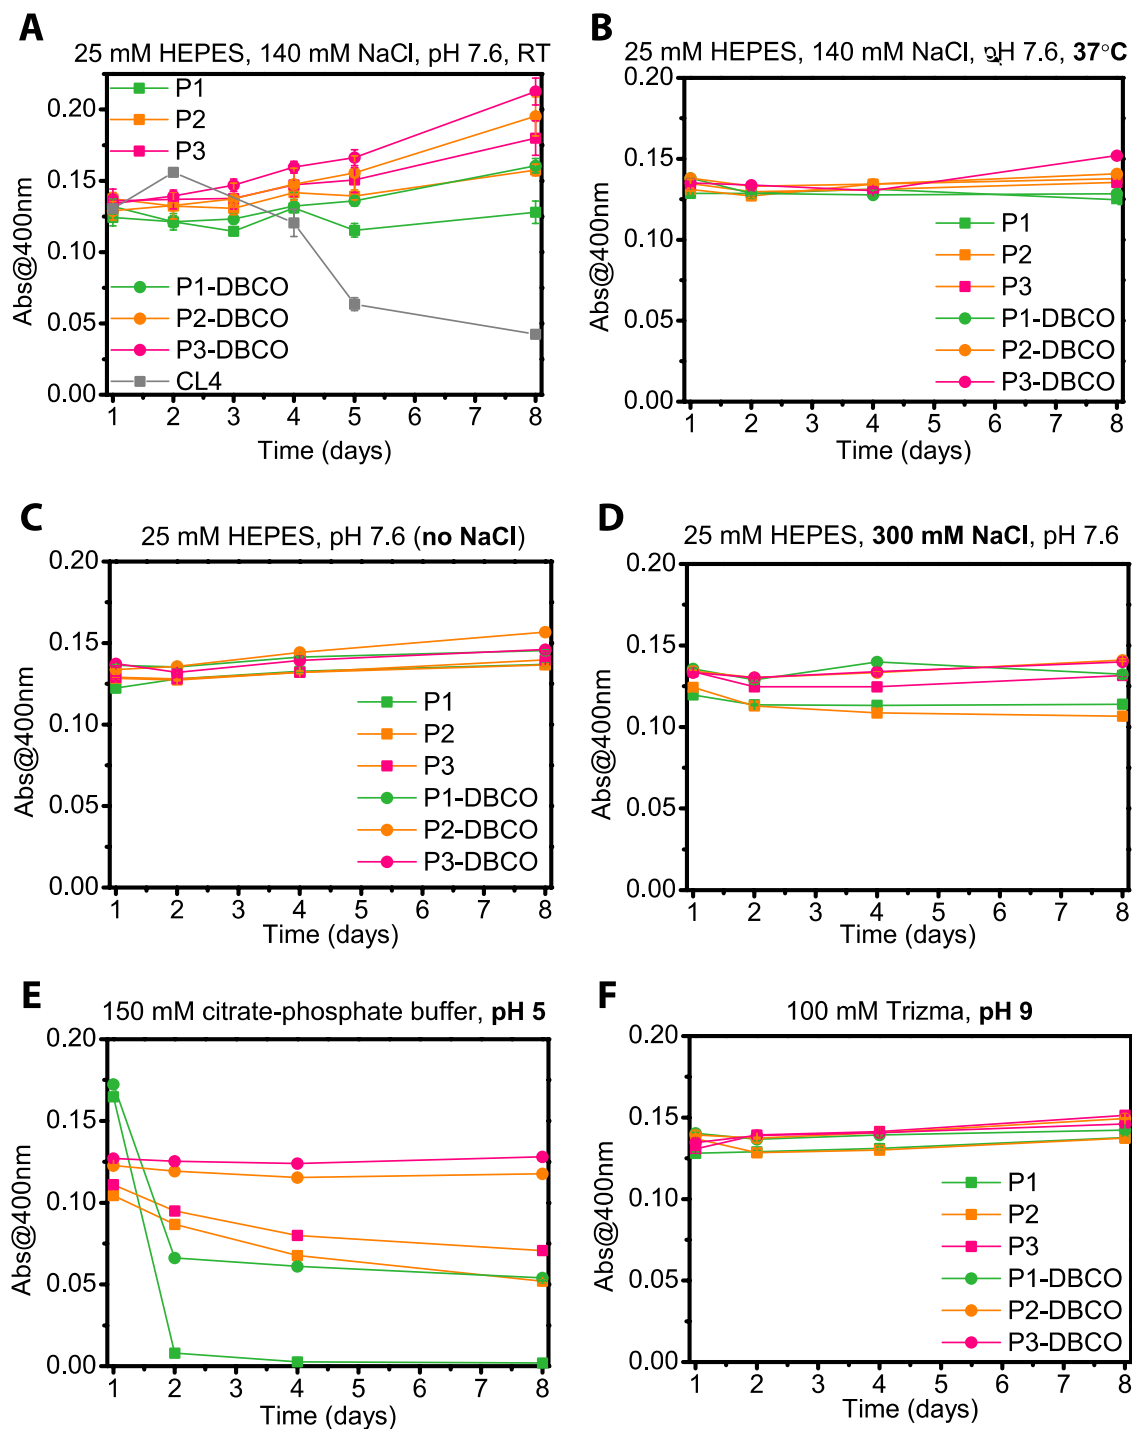 A
25 mM HEPES, 140 mM NaCl, pH 7.6, RT
Abs@400nm
0.20
0.15
0.10
0.05
0.00
P1
P2
P3
P1-DBCO
P2-DBCO
P3-DBCO
CL4
1 2 3 4 5 6 7 8
Time (days)
B
25 mM HEPES, 140 mM NaCl, pH 7.6, 37°C
Abs@400nm
0.20
0.15
0.10
0.05
0.00
P1
P2
P3
P1-DBCO
P2-DBCO
P3-DBCO
1 2 3 4 5 6 7 8
Time (days)
C
25 mM HEPES, pH 7.6 (no NaCl)
Abs@400nm
0.20
0.15
0.10
0.05
0.00
P1
P2
P3
P1-DBCO
P2-DBCO
P3-DBCO
1 2 3 4 5 6 7 8
Time (days)
D
25 mM HEPES, 300 mM NaCl, pH 7.6
Abs@400nm
0.20
0.15
0.10
0.05
0.00
1 2 3 4 5 6 7 8
Time (days)
E
150 mM citrate-phosphate buffer, pH 5
Abs@400nm
0.20
0.15
0.10
0.05
0.00
1 2 3 4 5 6 7 8
Time (days)
F
100 mM Trizma, pH 9
Abs@400nm
0.20
0.15
0.10
0.05
0.00
P1
P2
P3
P1-DBCO
P2-DBCO
P3-DBCO
1 2 3 4 5 6 7 8
Time (days)